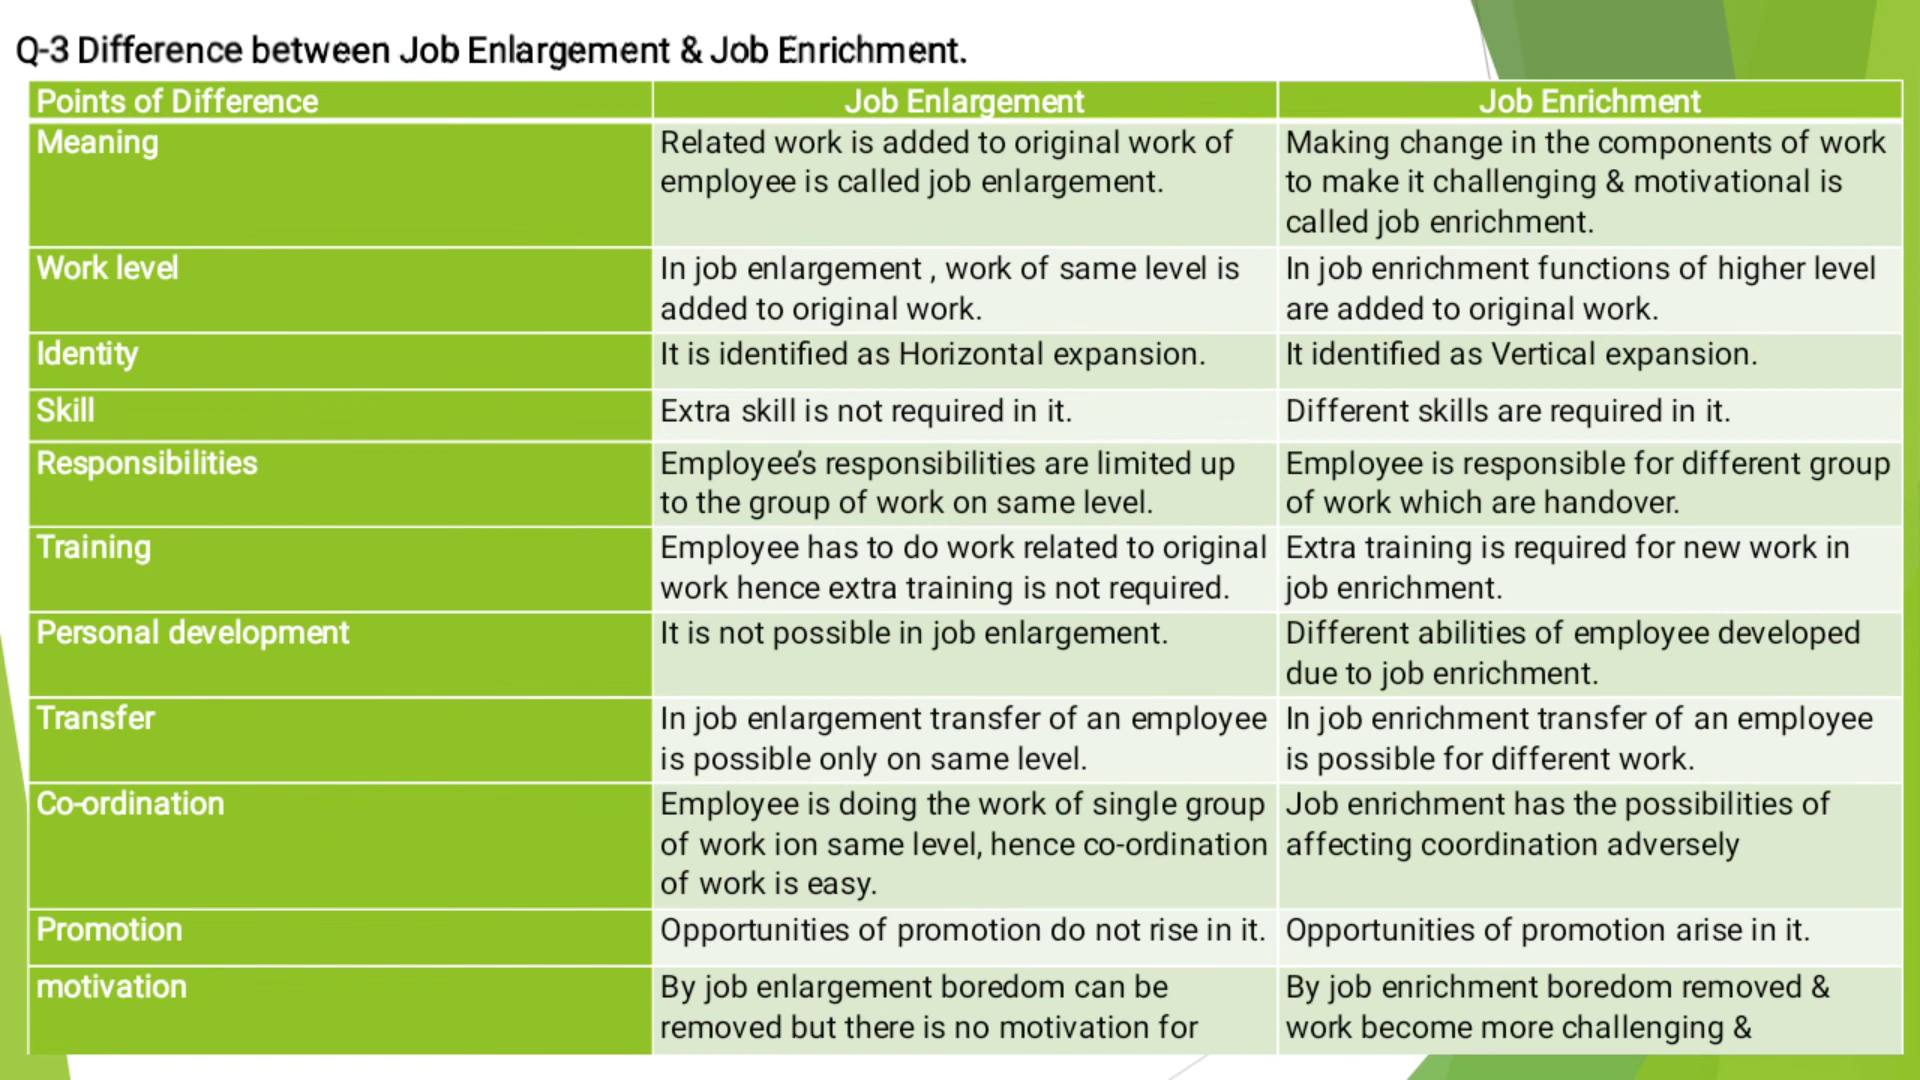 Q-3 Difference between Job Enlargement & Job Enrichment.
Points of Difference
Job Enlargement
Job Enrichment
Meaning
Related work is added to original work of
employee is called job enlargement.
Making change in the components of work
to make it challenging & motivational is
called job enrichment.
Work level
In job enlargement , work of same level is
added to original work.
In job enrichment functions of higher level
are added to original work.
Identity
It is identified as Horizontal expansion.
It identified as Vertical expansion.
Skill
Extra skill is not required in it.
Different skills are required in it.
Responsibilities
Employee’s responsibilities are limited up
to the group of work on same level.
Employee is responsible for different group
of work which are handover.
Training
Employee has to do work related to original
work hence extra training is not required.
Extra training is required for new work in
job enrichment.
Personal development
It is not possible in job enlargement.
Different abilities of employee developed
due to job enrichment.
Transfer
In job enlargement transfer of an employee
is possible only on same level.
In job enrichment transfer of an employee
is possible for different work.
Co-ordination
Employee is doing the work of single group
of work ion same level, hence co-ordination
of work is easy.
Job enrichment has the possibilities of
affecting coordination adversely
Promotion
Opportunities of promotion do not rise in it.
Opportunities of promotion arise in it.
motivation
By job enlargement boredom can be
removed but there is no motivation for
By job enrichment boredom removed &
work become more challenging &